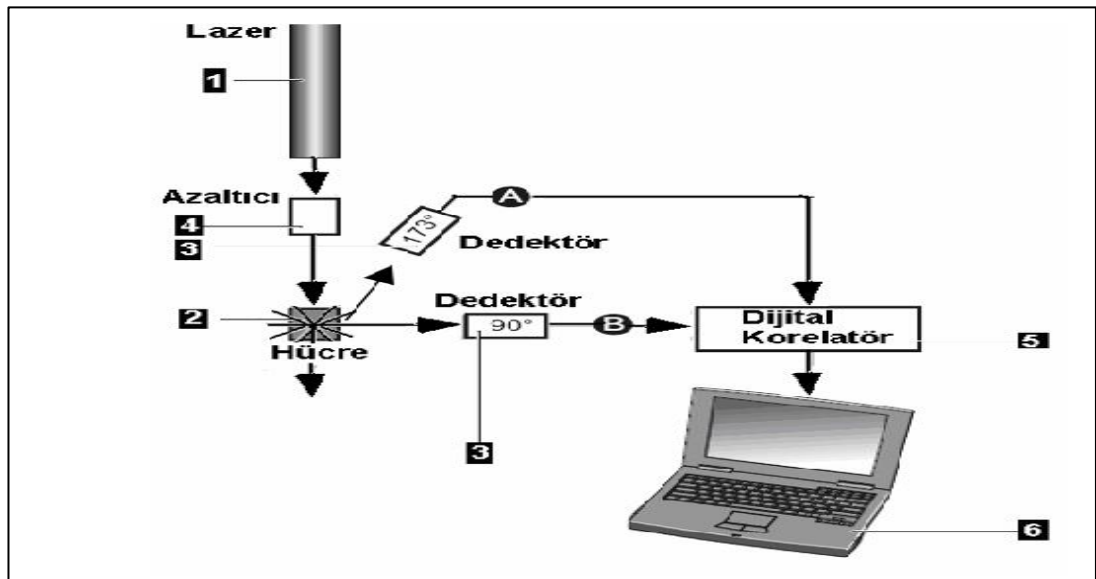 Lazer
1
Azaltıcı
4
3
A
173°
Dedektör
2
Dedektör
90°
B
Dijital
Korelatör
5
Hücre
3
6